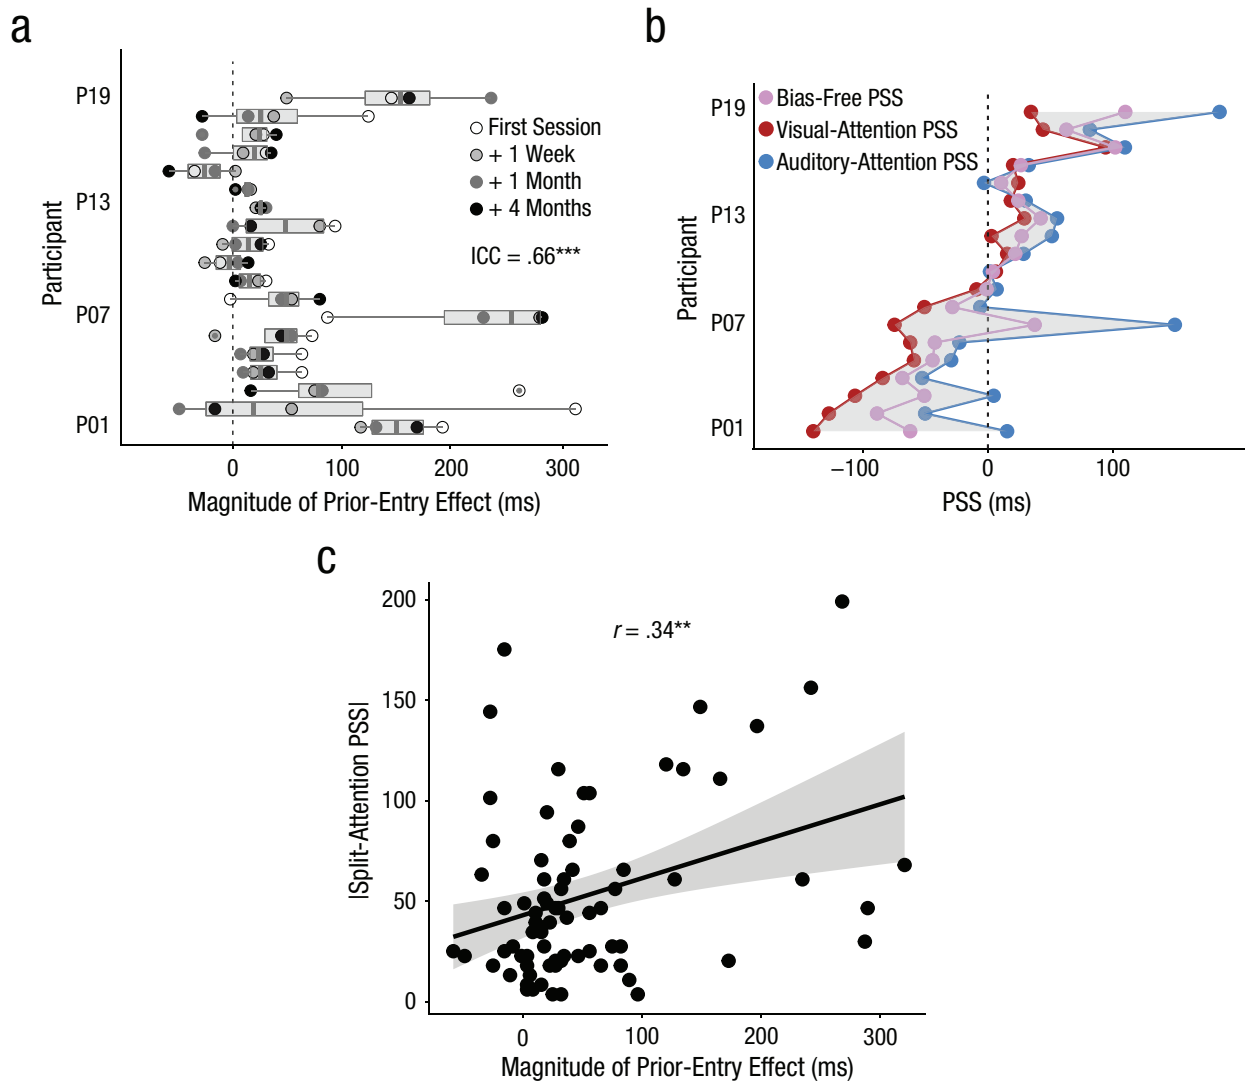 a
P19
P13
P07
P01
Participant
First Session
+ 1 Week
+ 1 Month
+ 4 Months
ICC = .66***
0
100
200
300
Magnitude of Prior-Entry Effect (ms)
b
P19
P13
P07
P01
Participant
Bias-Free PSS
Visual-Attention PSS
Auditory-Attention PSS
−100
0
100
PSS (ms)
c
200
150
100
50
0
|Split-Attention PSS|
r = .34**
0
100
200
300
Magnitude of Prior-Entry Effect (ms)